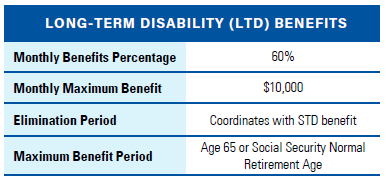 LONG-TERM DISABILITY (LTD) BENEFITS
Monthly Benefits Percentage 60%
Monthly Maximum Benefit $10,000
Elimination Period Coordinates with STD benefit
Maximum Benefit Period Age 65 or Social Security Normal
Retirement Age